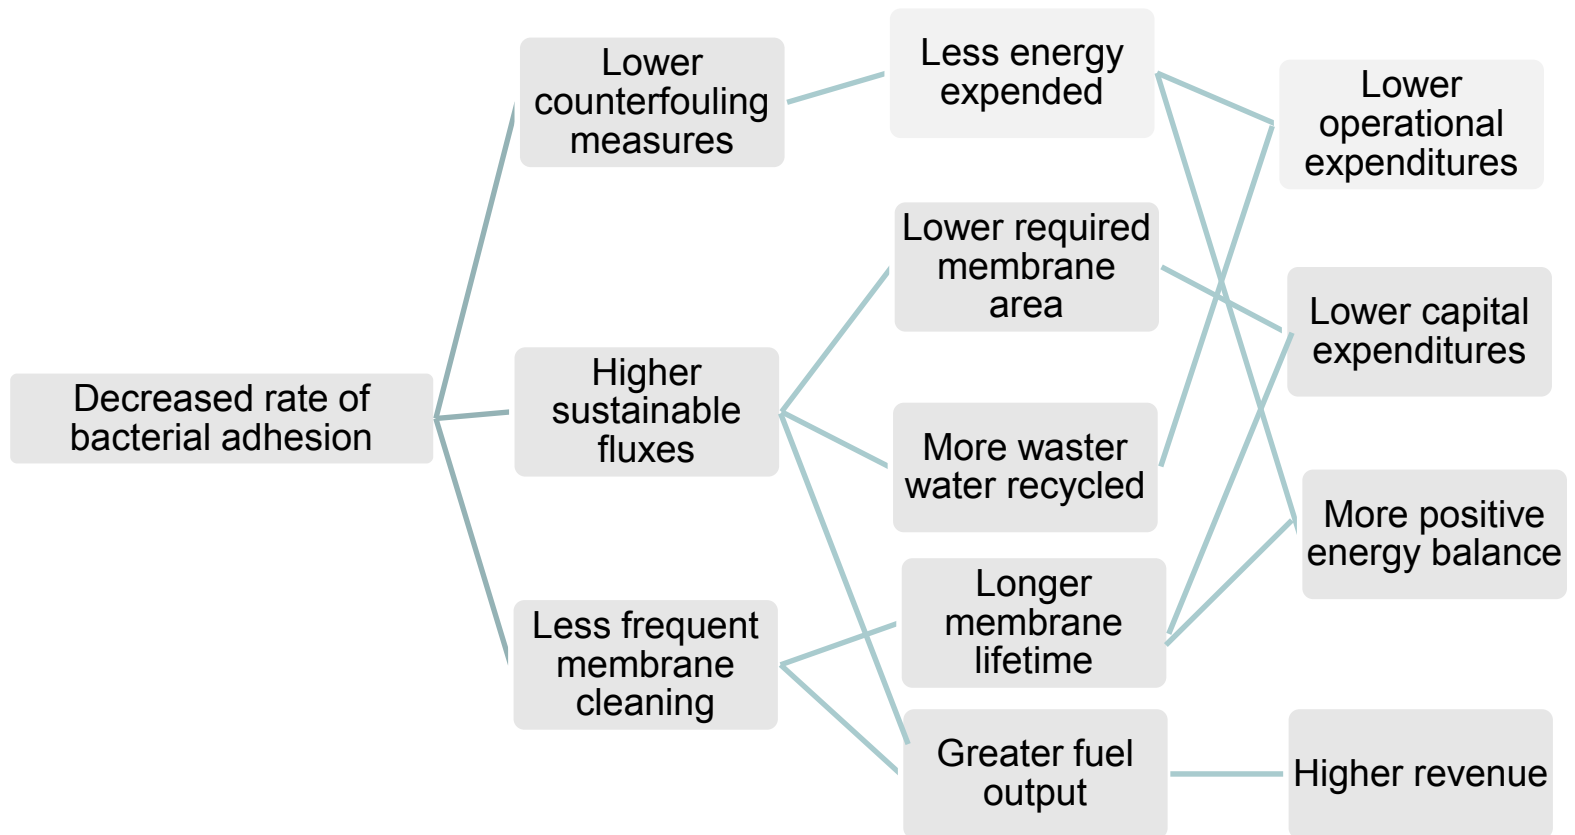 Decreased rate of
bacterial adhesion
Lower
counterfouling
measures
Higher
sustainable
fluxes
Less frequent
membrane
cleaning
Less energy
expended
Lower required
membrane
area
More waster
water recycled
Longer
membrane
lifetime
Greater fuel
output
Lower
operational
expenditures
Lower capital
expenditures
More positive
energy balance
Higher revenue